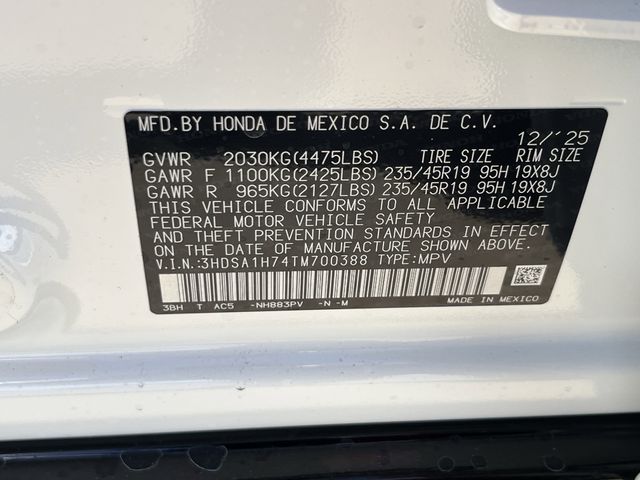 MFD.BY HONDA DE MEXICO S.A. DE C.V.
12/'25
GVWR 2030KG(4475LBS) TIRE SIZE RIM SIZE
GAWR F 1100KG(2425LBS) 235/45R19 95H 19X8J
GAWR R 965KG(2127LBS) 235/45R19 95H 19X8J
THIS VEHICLE CONFORMS TO ALL APPLICABLE
FEDERAL MOTOR VEHICLE SAFETY
AND THEFT PREVENTION STANDARDS IN EFFECT
ON THE DATE OF MANUFACTURE SHOWN ABOVE.
V.I.N.:3HDSA1H74TM700388 TYPE:MPV
3BH T AC5 -NH883PV -N -M MADE IN MEXICO